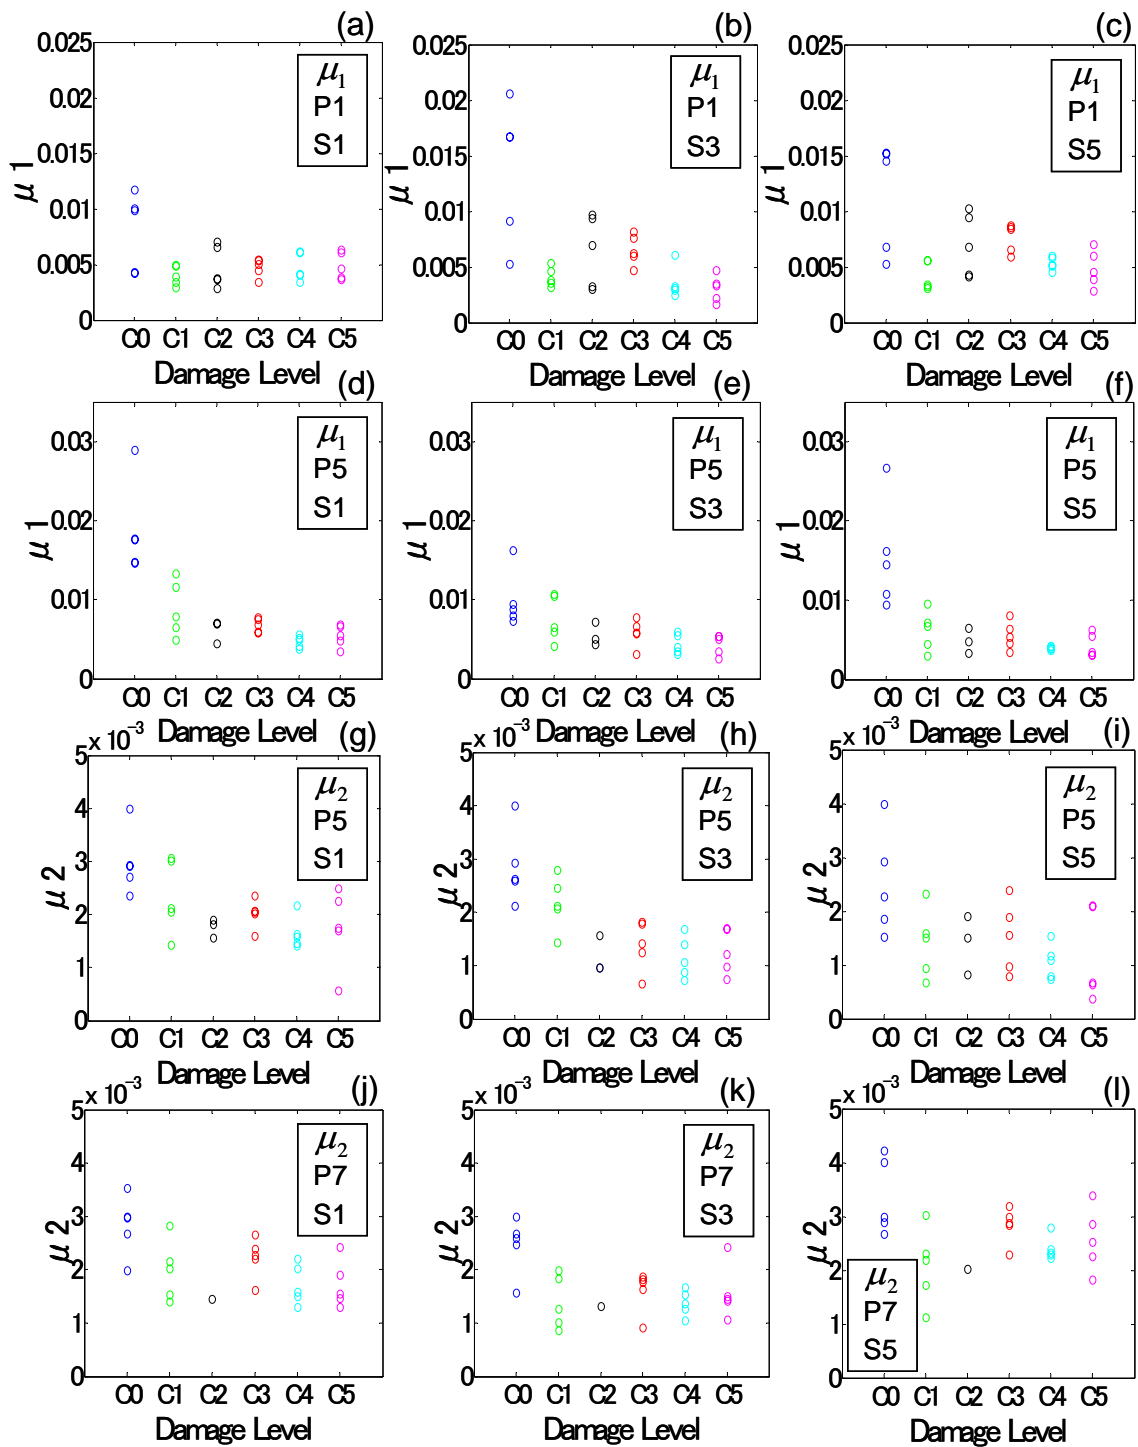 (a)
0.025
0.02
0.015
0.01
0.005
0
μ 1
μ1
P1
S1
C0 C1 C2 C3 C4 C5
Damage Level
(b)
0.025
0.02
0.015
0.01
0.005
0
μ 1
μ1
P1
S3
C0 C1 C2 C3 C4 C5
Damage Level
(c)
0.025
0.02
0.015
0.01
0.005
0
μ 1
μ1
P1
S5
C0 C1 C2 C3 C4 C5
Damage Level
(d)
0.03
0.02
0.01
0
μ 1
μ1
P5
S1
C0 C1 C2 C3 C4 C5
Damage Level
(e)
0.03
0.02
0.01
0
μ 1
μ1
P5
S3
C0 C1 C2 C3 C4 C5
Damage Level
(f)
0.03
0.02
0.01
0
μ 1
μ1
P5
S5
C0 C1 C2 C3 C4 C5
Damage Level
(g)
x 10⁻³
5
4
3
2
1
0
μ 2
μ2
P5
S1
C0 C1 C2 C3 C4 C5
Damage Level
(h)
x 10⁻³
5
4
3
2
1
0
μ 2
μ2
P5
S3
C0 C1 C2 C3 C4 C5
Damage Level
(i)
x 10⁻³
5
4
3
2
1
0
μ 2
μ2
P5
S5
C0 C1 C2 C3 C4 C5
Damage Level
(j)
x 10⁻³
5
4
3
2
1
0
μ 2
μ2
P7
S1
C0 C1 C2 C3 C4 C5
Damage Level
(k)
x 10⁻³
5
4
3
2
1
0
μ 2
μ2
P7
S3
C0 C1 C2 C3 C4 C5
Damage Level
(l)
x 10⁻³
5
4
3
2
1
0
μ 2
μ2
P7
S5
C0 C1 C2 C3 C4 C5
Damage Level